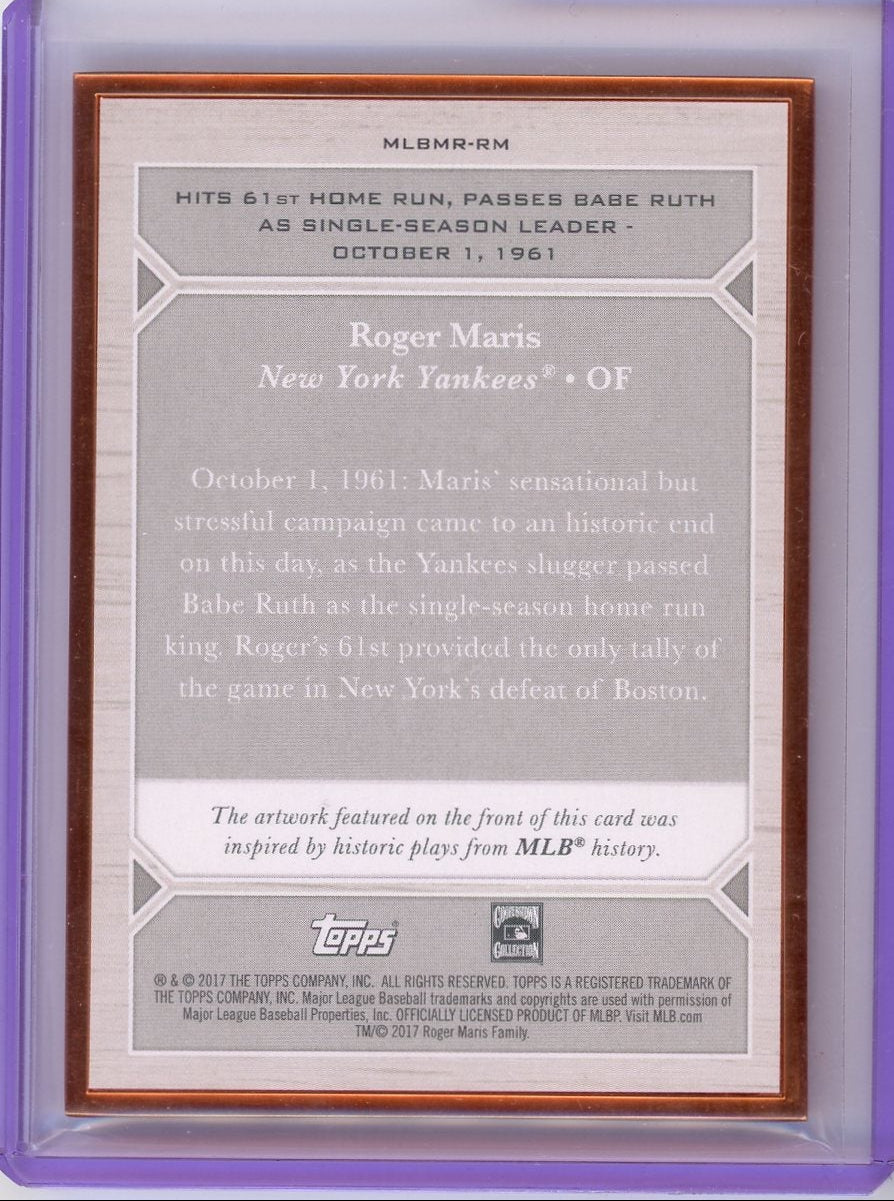 MLBMR-RM
HITS 61ST HOME RUN, PASSES BABE RUTH
AS SINGLE-SEASON LEADER -
OCTOBER 1, 1961
Roger Maris
New York Yankees® • OF
October 1, 1961: Maris' sensational but
stressful campaign came to an historic end
on this day, as the Yankees slugger passed
Babe Ruth as the single-season home run
king. Roger's 61st provided the only tally of
the game in New York's defeat of Boston.
The artwork featured on the front of this card was
inspired by historic plays from MLB® history.
topps®
COOPERSTOWN
COLLECTION
® & © 2017 THE TOPPS COMPANY, INC. ALL RIGHTS RESERVED. TOPPS IS A REGISTERED TRADEMARK OF
THE TOPPS COMPANY, INC. Major League Baseball trademarks and copyrights are used with permission of
Major League Baseball Properties, Inc. OFFICIALLY LICENSED PRODUCT OF MLBP. Visit MLB.com
TM/© 2017 Roger Maris Family.